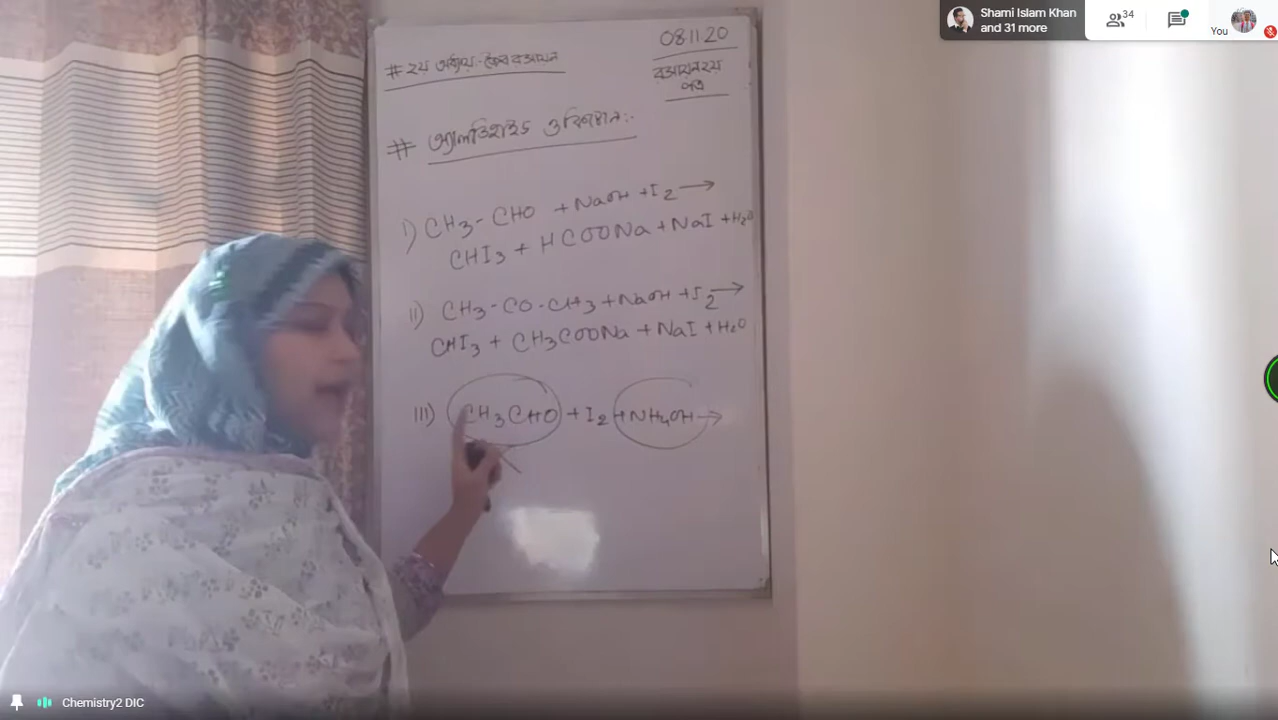 Shami Islam Khan
and 31 more
34
You
08.11.20
# ২য় অধ্যায়:- জৈব রসায়ন
রসায়ন ২য়
পত্র
# অ্যালডিহাইড ও কিটোন:-
i) CH3-CHO + NaOH + I2 →
CHI3 + HCOONa + NaI + H2O
ii) CH3-CO-CH3 + NaOH + I2 →
CHI3 + CH3COONa + NaI + H2O
III) CH3CHO + I2 + NH4OH →
Chemistry2 DIC